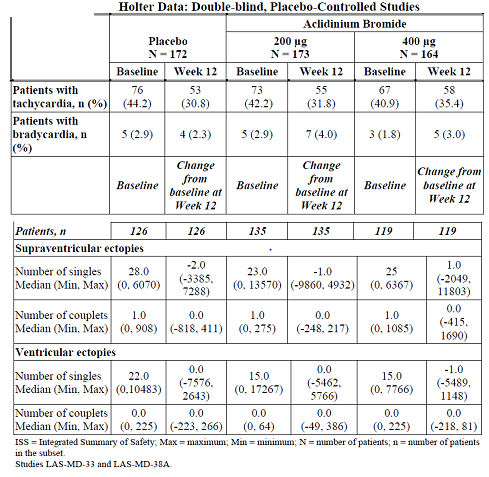 Holter Data: Double-blind, Placebo-Controlled Studies
Aclidinium Bromide
Placebo 200 µg 400 µg
N = 172 N = 173 N = 164
Baseline Week 12 Baseline Week 12 Baseline Week 12
Patients with tachycardia, n (%) 76 (44.2) 53 (30.8) 73 (42.2) 55 (31.8) 67 (40.9) 58 (35.4)
Patients with bradycardia, n (%) 5 (2.9) 4 (2.3) 5 (2.9) 7 (4.0) 3 (1.8) 5 (3.0)
Baseline Change from baseline at Week 12 Baseline Change from baseline at Week 12 Baseline Change from baseline at Week 12
Patients, n 126 126 135 135 119 119
Supraventricular ectopies
Number of singles Median (Min, Max) 28.0 (0, 6070) -2.0 (-3385, 7288) 23.0 (0, 13570) -1.0 (-9860, 4932) 25 (0, 6367) 1.0 (-2049, 11803)
Number of couplets Median (Min, Max) 1.0 (0, 908) 0.0 (-818, 411) 1.0 (0, 275) 0.0 (-248, 217) 1.0 (0, 1085) 0.0 (-415, 1690)
Ventricular ectopies
Number of singles Median (Min, Max) 22.0 (0,10483) 0.0 (-7576, 2643) 15.0 (0, 17267) 0.0 (-5462, 5766) 15.0 (0, 7766) -1.0 (-5489, 1148)
Number of couplets Median (Min, Max) 0.0 (0, 225) 0.0 (-223, 266) 0.0 (0, 64) 0.0 (-49, 386) 0.0 (0, 225) 0.0 (-218, 81)
ISS = Integrated Summary of Safety; Max = maximum; Min = minimum; N = number of patients; n = number of patients
in the subset.
Studies LAS-MD-33 and LAS-MD-38A.